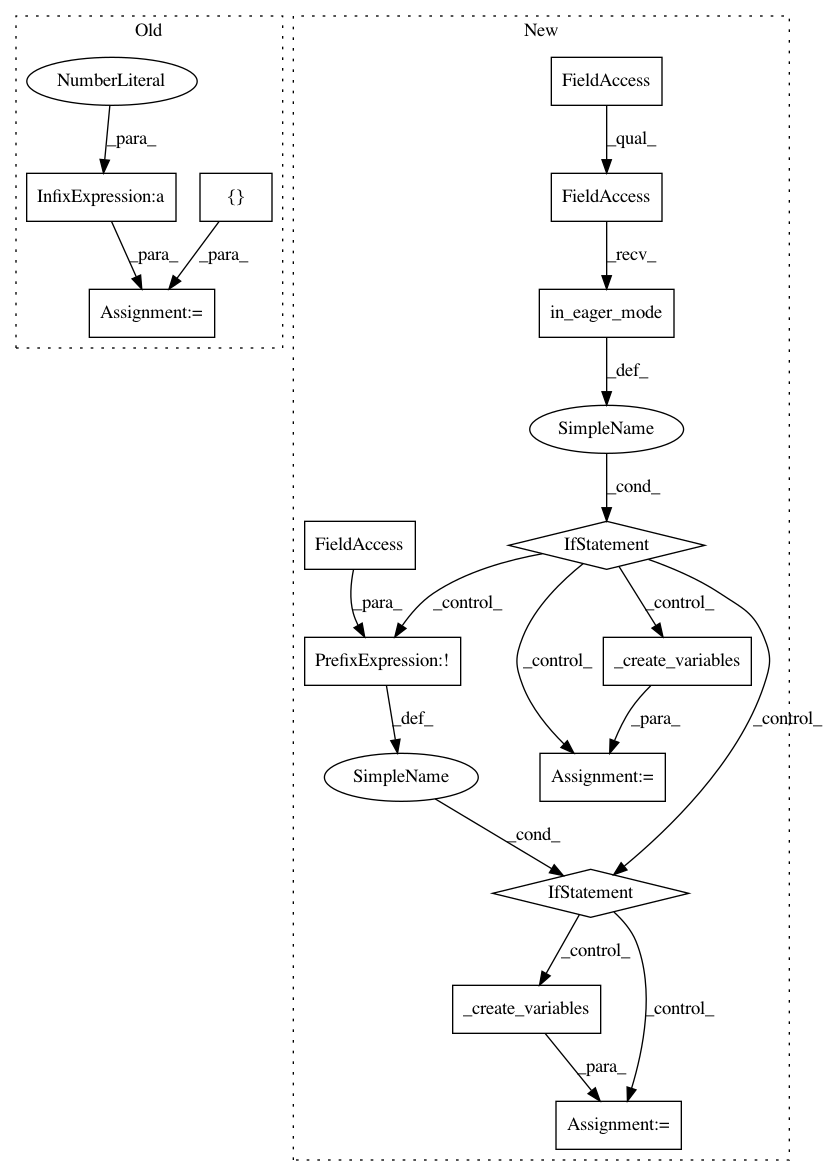 Old
New
NumberLiteral
FieldAccess
_para_
_qual_
InfixExpression:a
{}
FieldAccess
_para_
_para_
_recv_
Assignment:=
in_eager_mode
_def_
SimpleName
_cond_
FieldAccess
IfStatement
_para_
_control_
_control_
PrefixExpression:!
_control_
_create_variables
_def_
_para_
_control_
SimpleName
Assignment:=
_cond_
IfStatement
_control_
_create_variables
_control_
_para_
Assignment:=